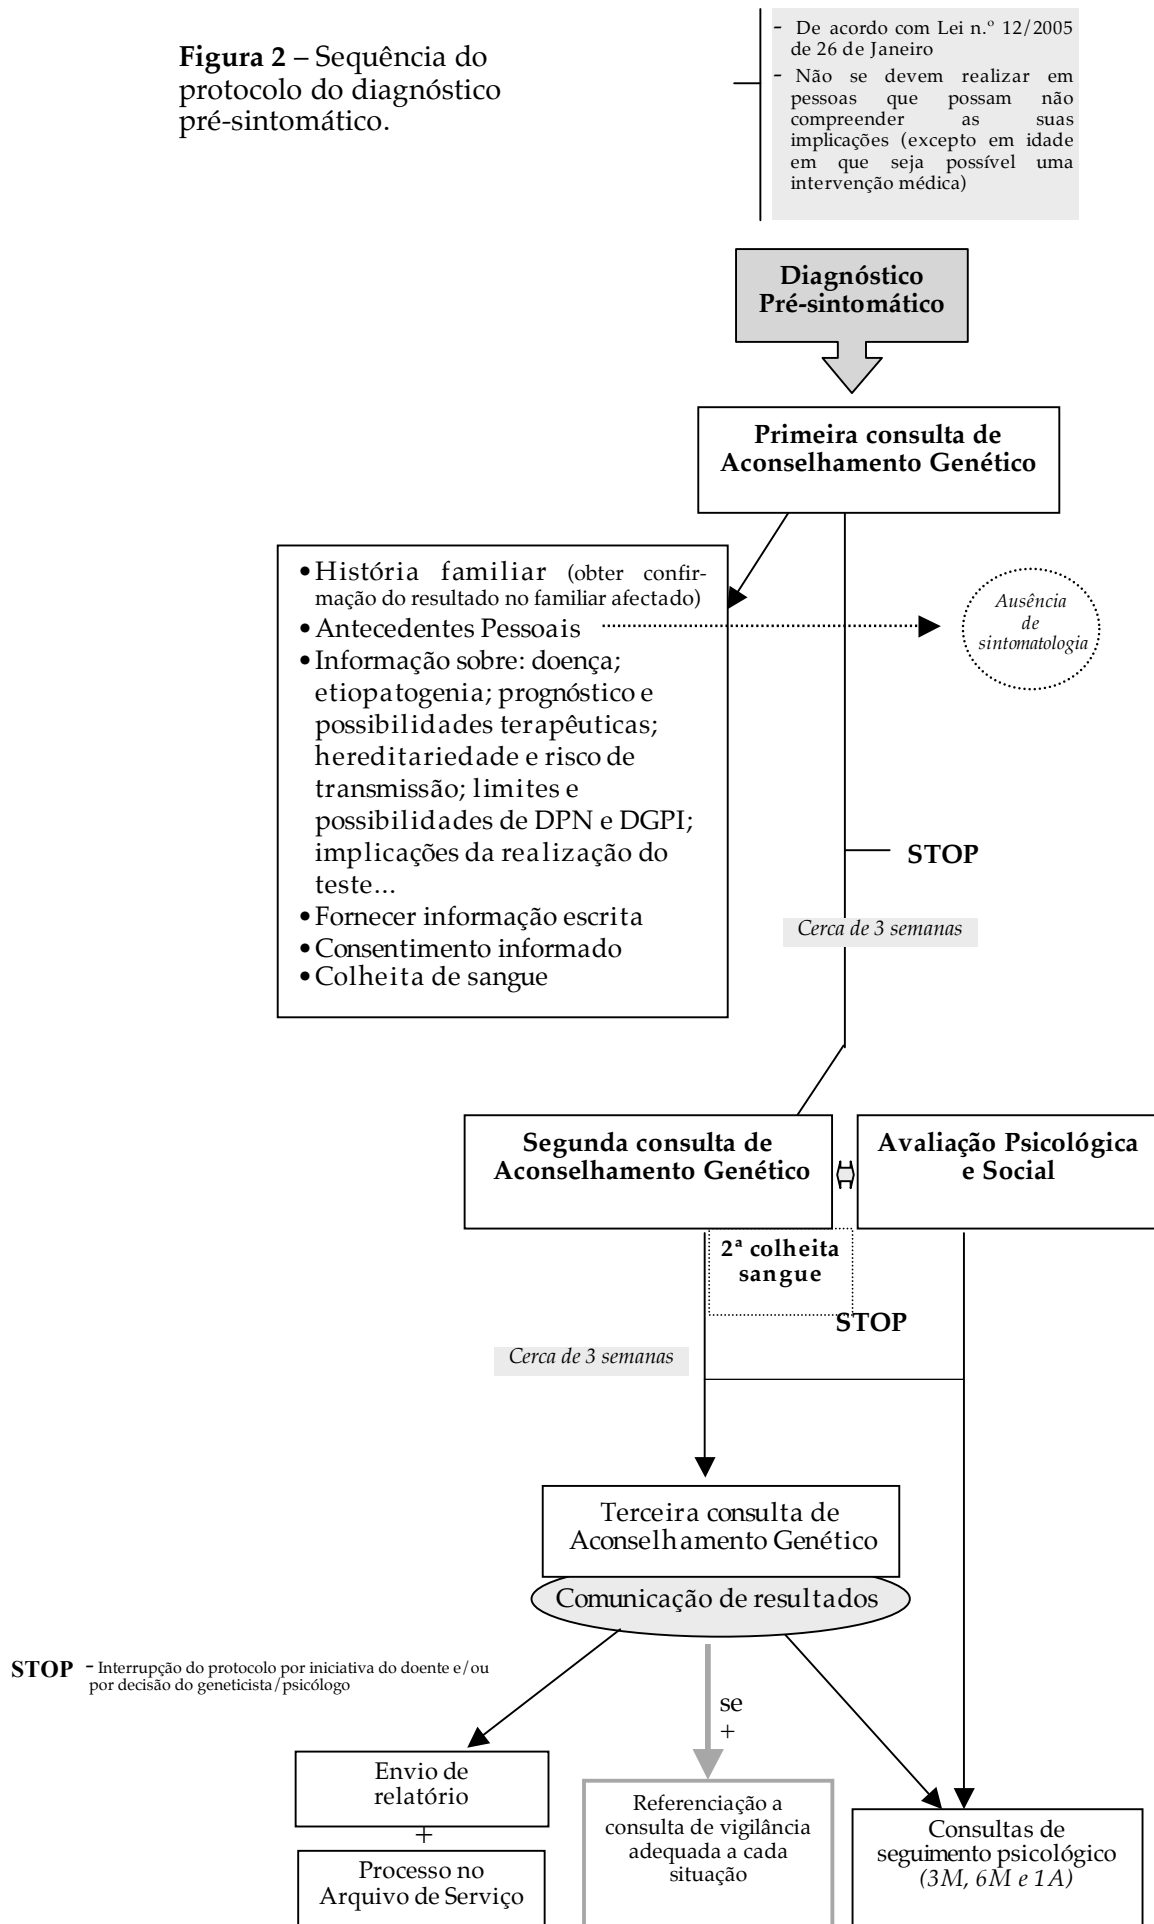 Figura 2 – Sequência do
protocolo do diagnóstico
pré-sintomático.
- De acordo com Lei n.º 12/2005
de 26 de Janeiro
- Não se devem realizar em
pessoas que possam não
compreender as suas
implicações (excepto em idade
em que seja possível uma
intervenção médica)
Diagnóstico
Pré-sintomático
Primeira consulta de
Aconselhamento Genético
• História familiar (obter confir-
mação do resultado no familiar afectado)
• Antecedentes Pessoais
• Informação sobre: doença;
etiopatogenia; prognóstico e
possibilidades terapêuticas;
hereditariedade e risco de
transmissão; limites e
possibilidades de DPN e DGPI;
implicações da realização do
teste...
• Fornecer informação escrita
• Consentimento informado
• Colheita de sangue
Ausência
de
sintomatologia
STOP
Cerca de 3 semanas
Segunda consulta de
Aconselhamento Genético
Avaliação Psicológica
e Social
2ª colheita
sangue
STOP
Cerca de 3 semanas
Terceira consulta de
Aconselhamento Genético
Comunicação de resultados
STOP - Interrupção do protocolo por iniciativa do doente e/ou
por decisão do geneticista/psicólogo
se
+
Envio de
relatório
+
Processo no
Arquivo de Serviço
Referenciação a
consulta de vigilância
adequada a cada
situação
Consultas de
seguimento psicológico
(3M, 6M e 1A)